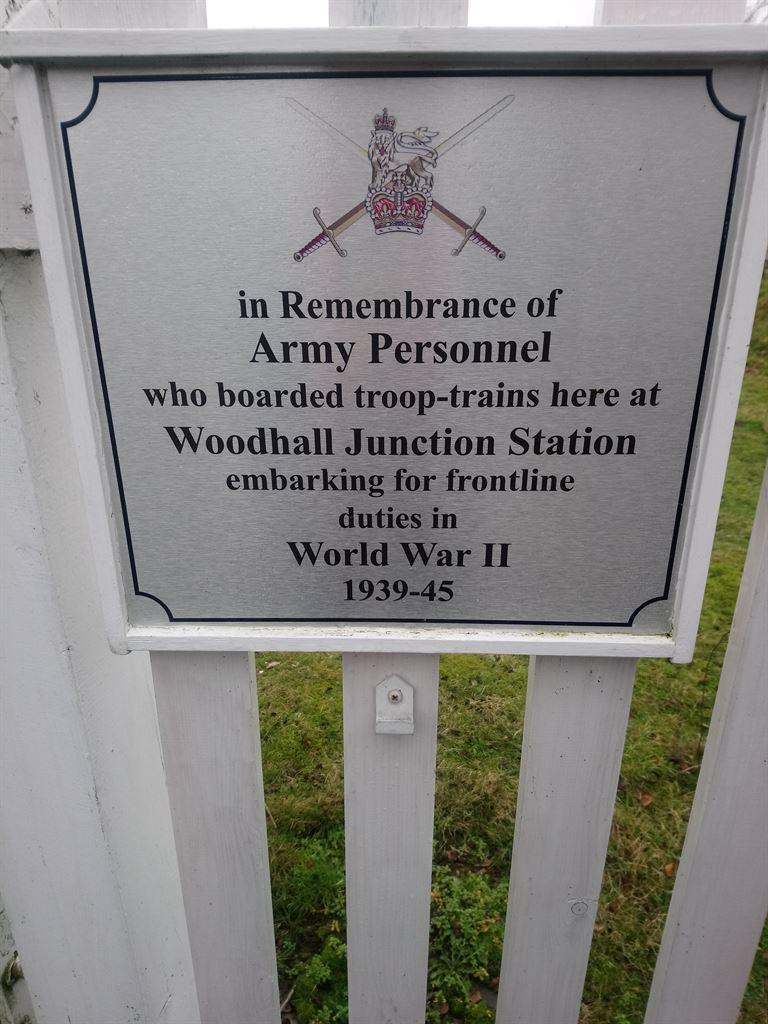 in Remembrance of
Army Personnel
who boarded troop-trains here at
Woodhall Junction Station
embarking for frontline
duties in
World War II
1939-45